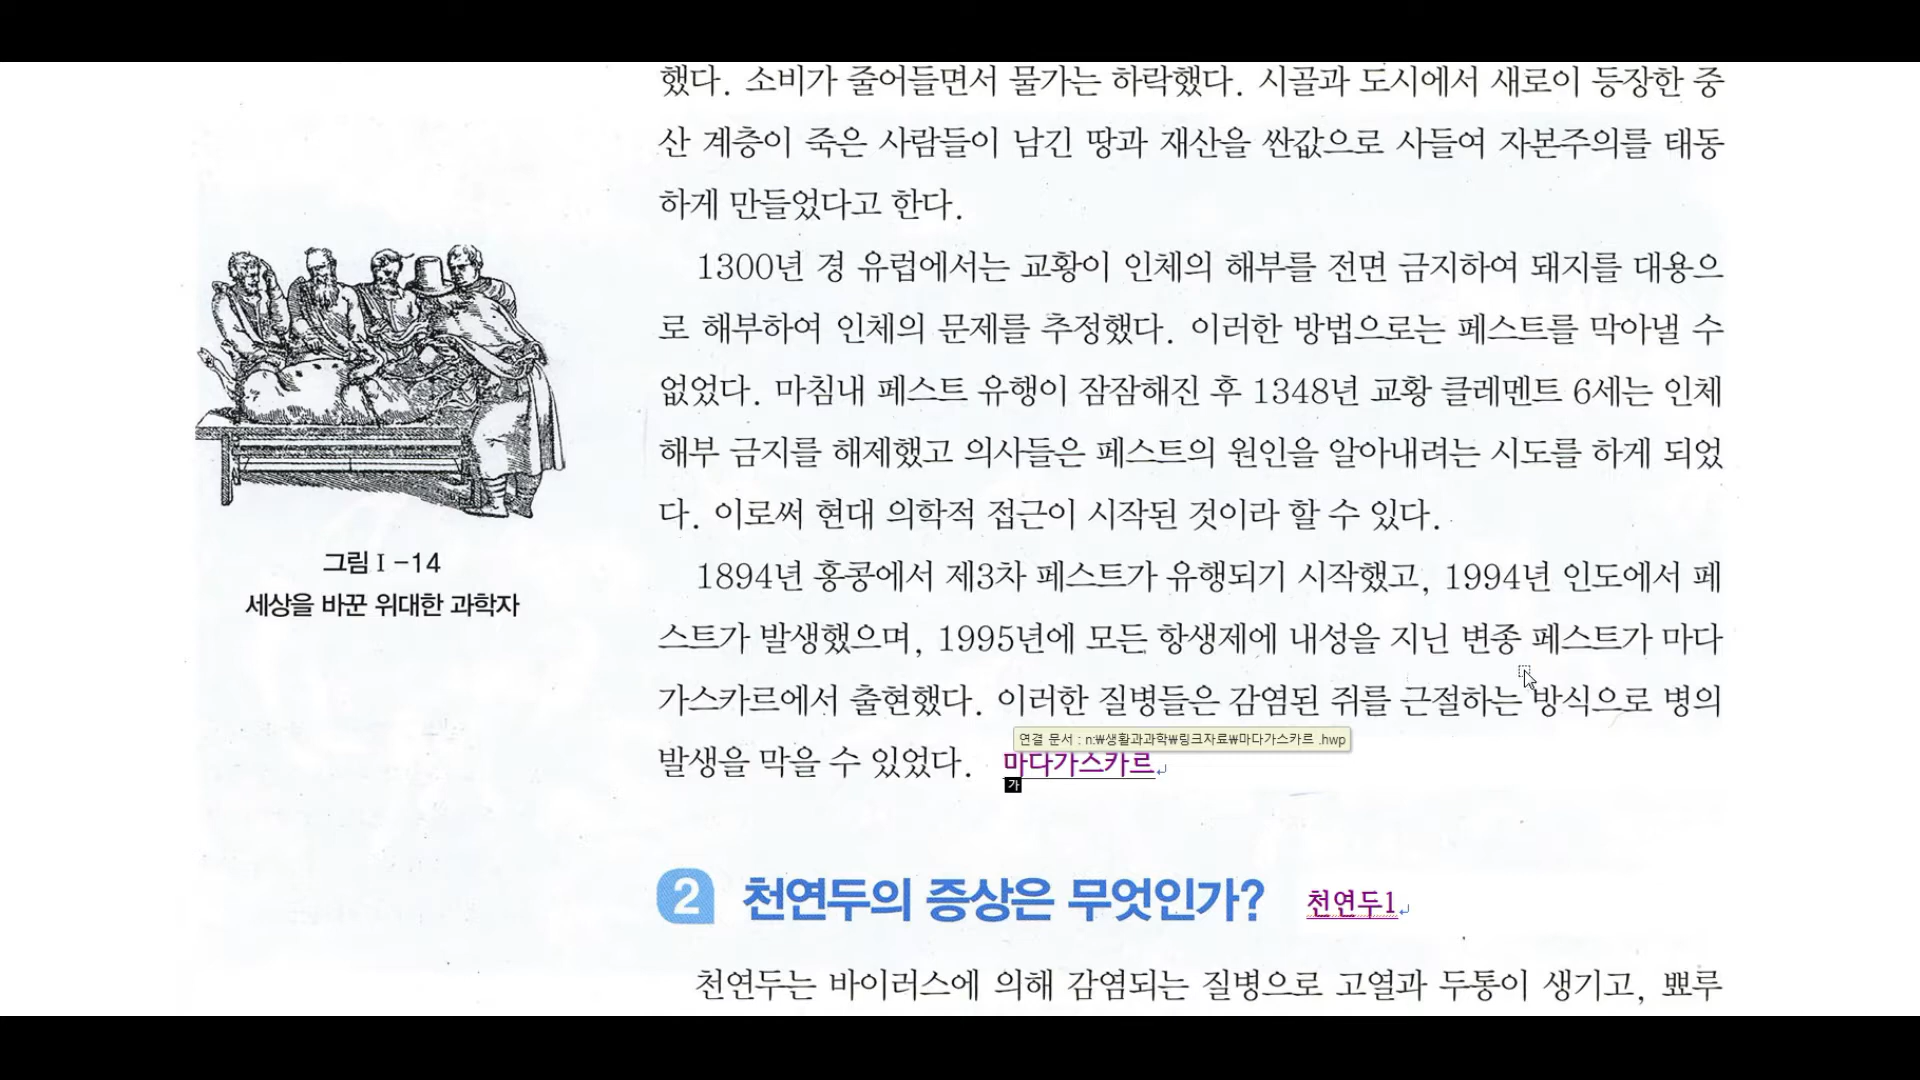 했다. 소비가 줄어들면서 물가는 하락했다. 시골과 도시에서 새로이 등장한 중
산 계층이 죽은 사람들이 남긴 땅과 재산을 싼값으로 사들여 자본주의를 태동
하게 만들었다고 한다.
1300년 경 유럽에서는 교황이 인체의 해부를 전면 금지하여 돼지를 대용으
로 해부하여 인체의 문제를 추정했다. 이러한 방법으로는 페스트를 막아낼 수
없었다. 마침내 페스트 유행이 잠잠해진 후 1348년 교황 클레멘트 6세는 인체
해부 금지를 해제했고 의사들은 페스트의 원인을 알아내려는 시도를 하게 되었
다. 이로써 현대 의학적 접근이 시작된 것이라 할 수 있다.
그림 I -14
세상을 바꾼 위대한 과학자
1894년 홍콩에서 제3차 페스트가 유행되기 시작했고, 1994년 인도에서 페
스트가 발생했으며, 1995년에 모든 항생제에 내성을 지닌 변종 페스트가 마다
가스카르에서 출현했다. 이러한 질병들은 감염된 쥐를 근절하는 방식으로 병의
연결 문서 : n:₩생활과과학₩링크자료₩마다가스카르 .hwp
발생을 막을 수 있었다. 마다가스카르
가
2 천연두의 증상은 무엇인가? 천연두1
천연두는 바이러스에 의해 감염되는 질병으로 고열과 두통이 생기고, 뾰루